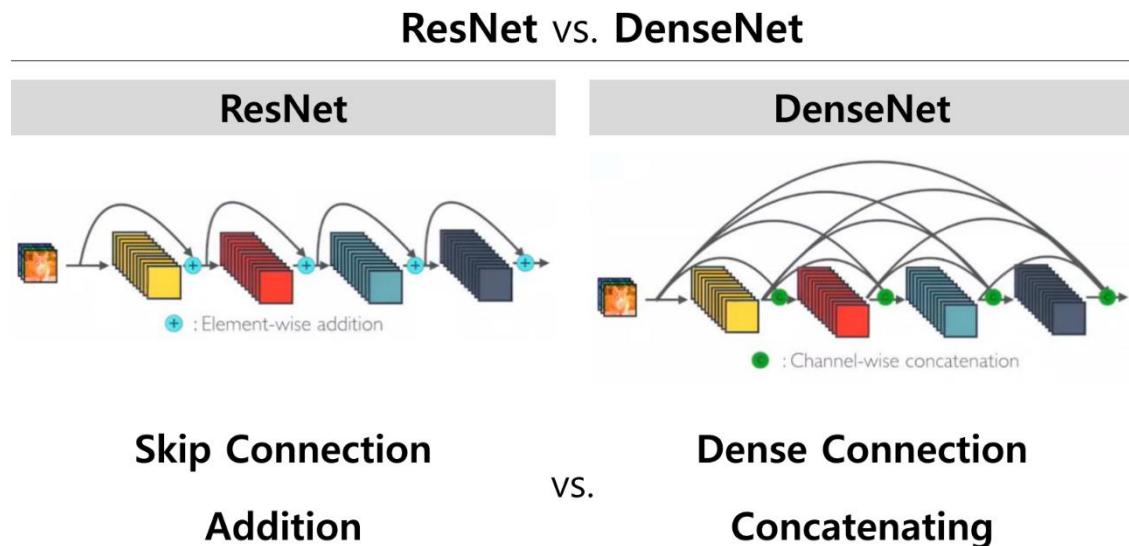 ResNet vs. DenseNet
ResNet
DenseNet
+ : Element-wise addition
C : Channel-wise concatenation
Skip Connection
vs.
Dense Connection
Addition
Concatenating